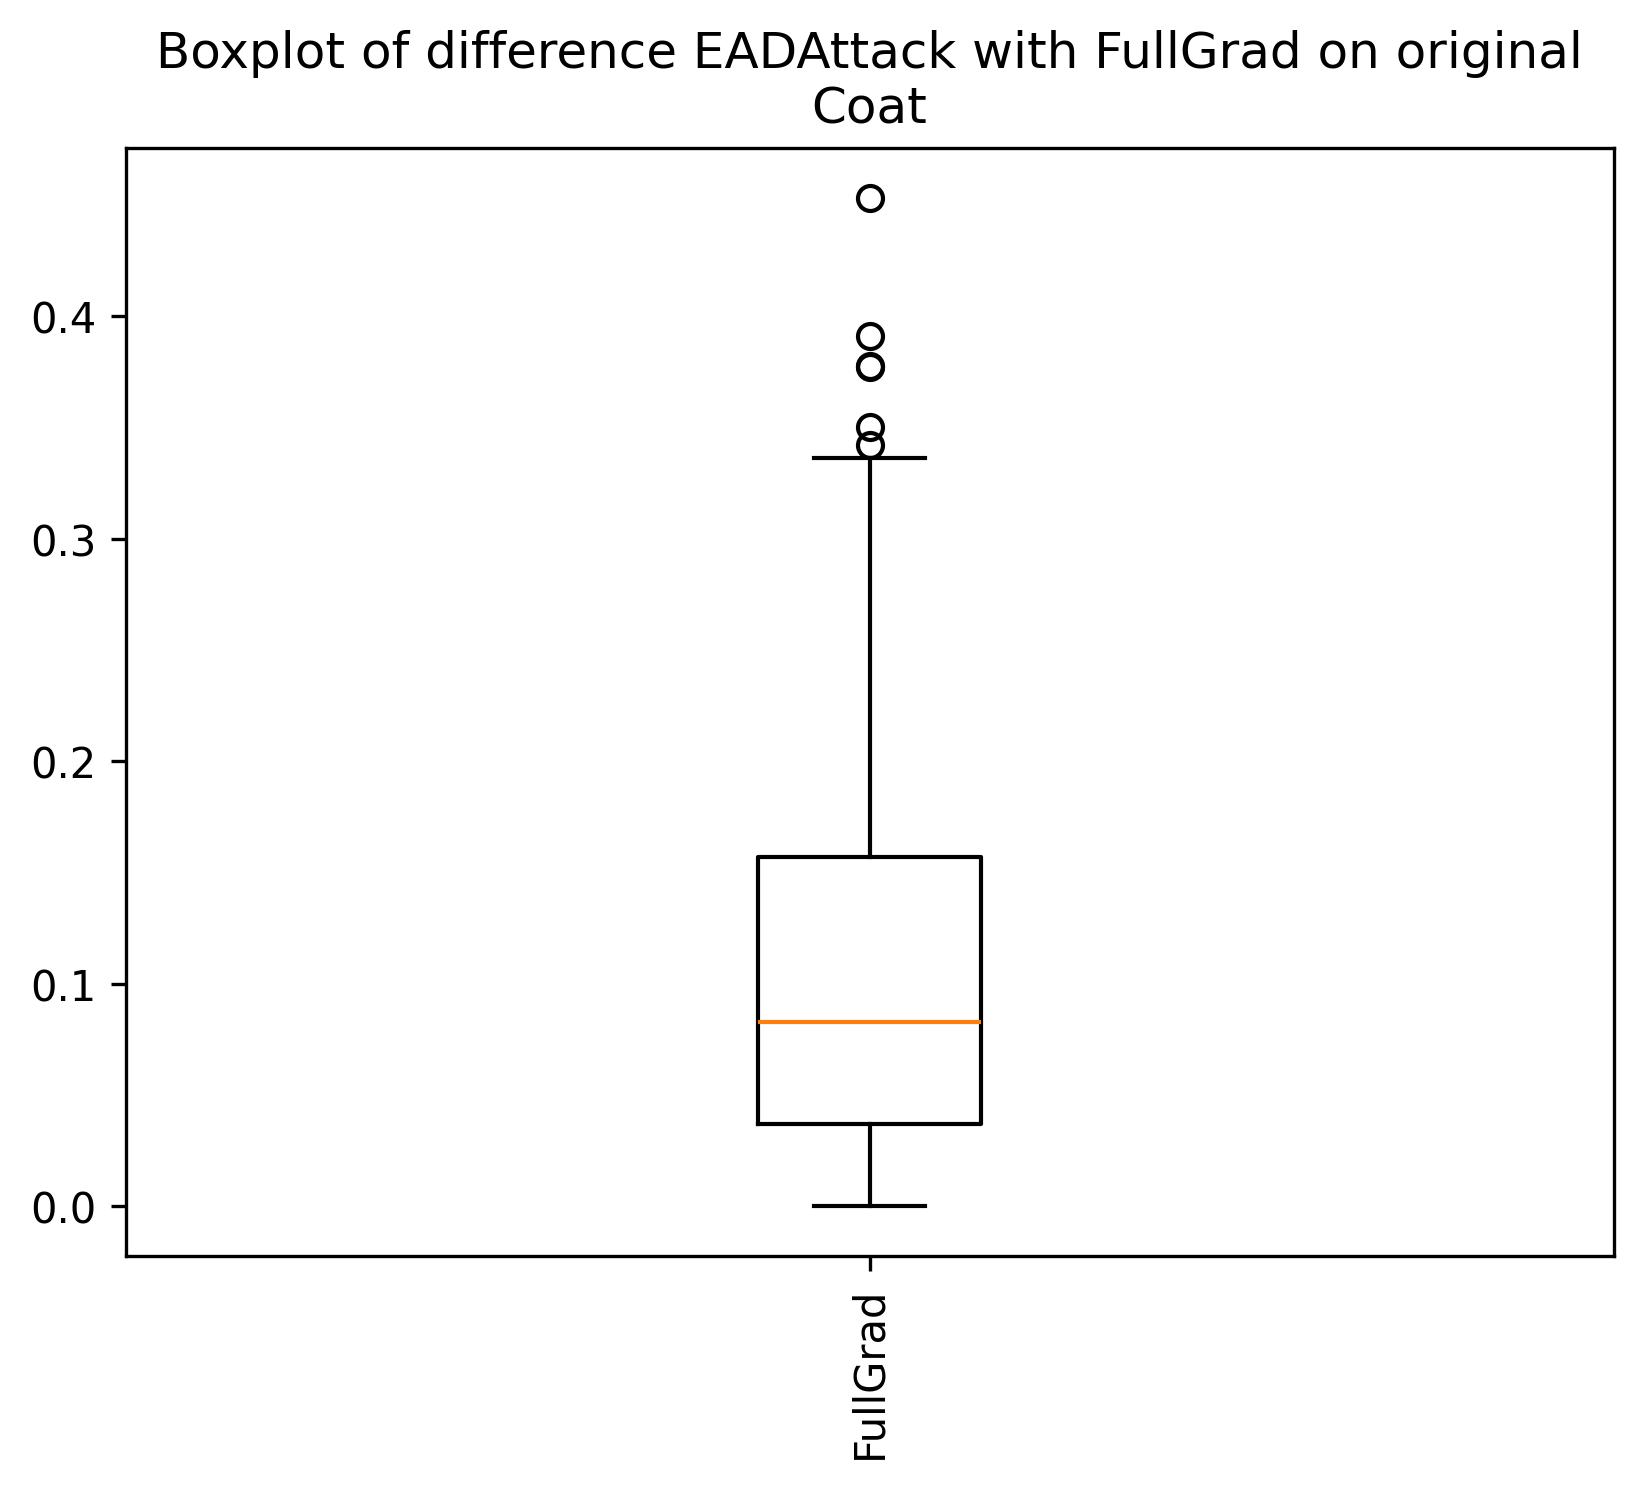 Boxplot of difference EADAttack with FullGrad on original
Coat
0.4
0.3
0.2
0.1
0.0
FullGrad